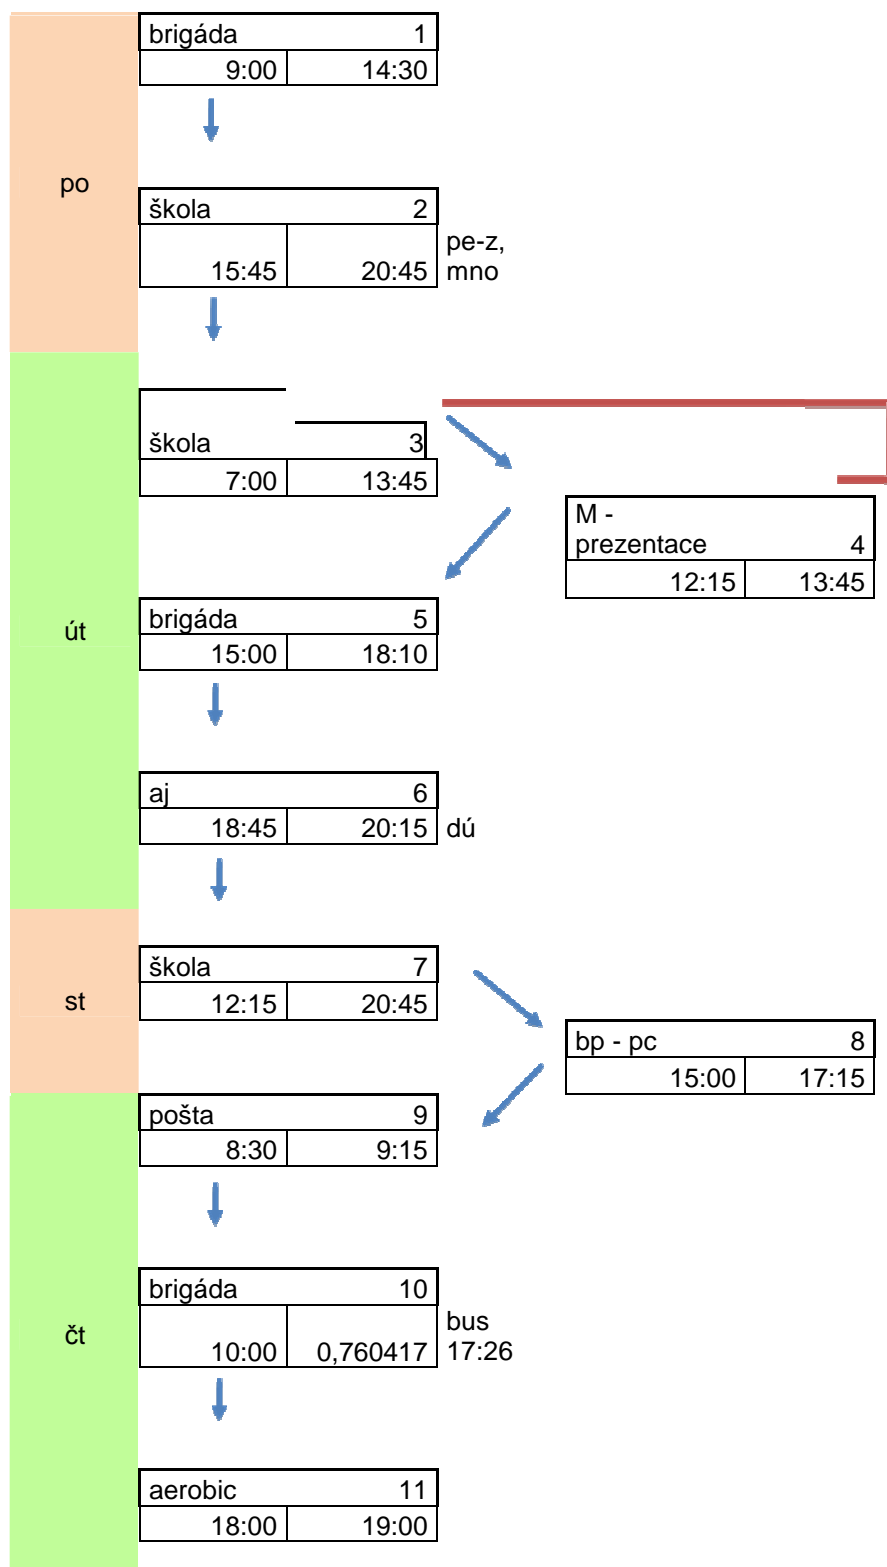 po
brigáda 1
9:00 14:30
škola 2
15:45 20:45
pe-z,
mno
út
škola 3
7:00 13:45
M -
prezentace 4
12:15 13:45
brigáda 5
15:00 18:10
aj 6
18:45 20:15 dú
st
škola 7
12:15 20:45
bp - pc 8
15:00 17:15
čt
pošta 9
8:30 9:15
brigáda 10
10:00 0,760417
bus
17:26
aerobic 11
18:00 19:00